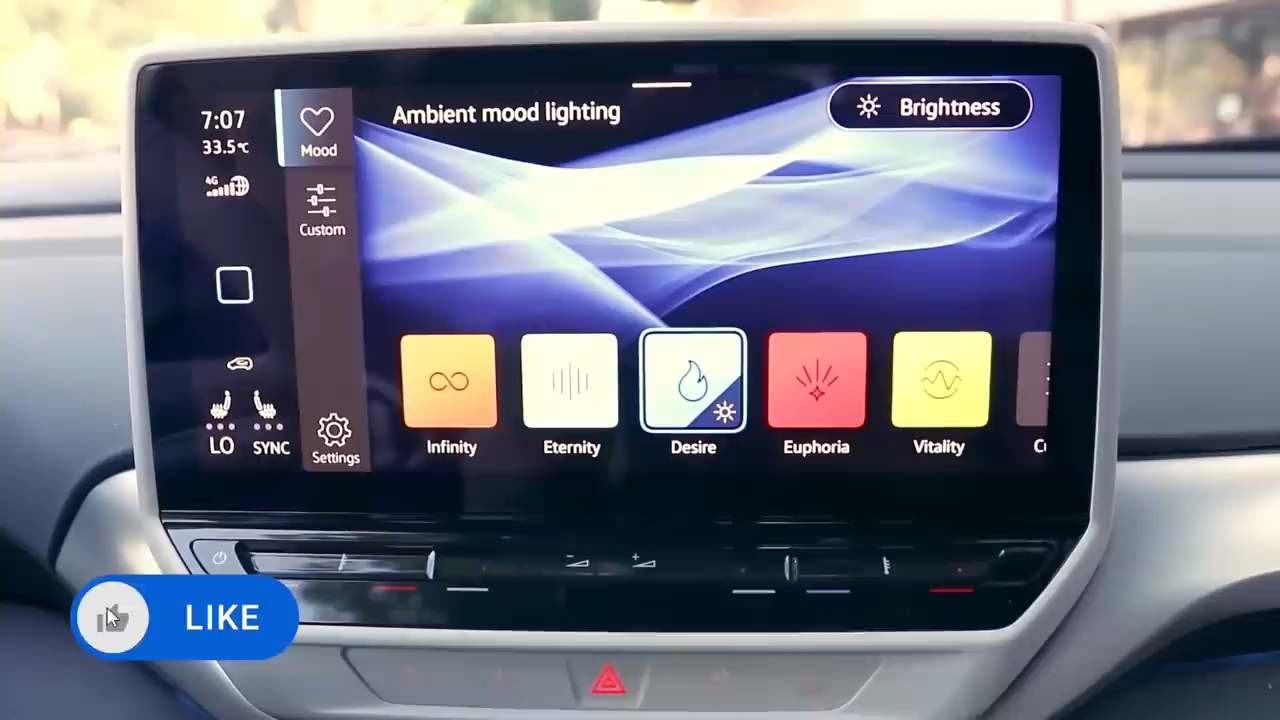 7:07
33.5°C
4G
Mood
Custom
Settings
LO
SYNC
Ambient mood lighting
Brightness
Infinity
Eternity
Desire
Euphoria
Vitality
LIKE